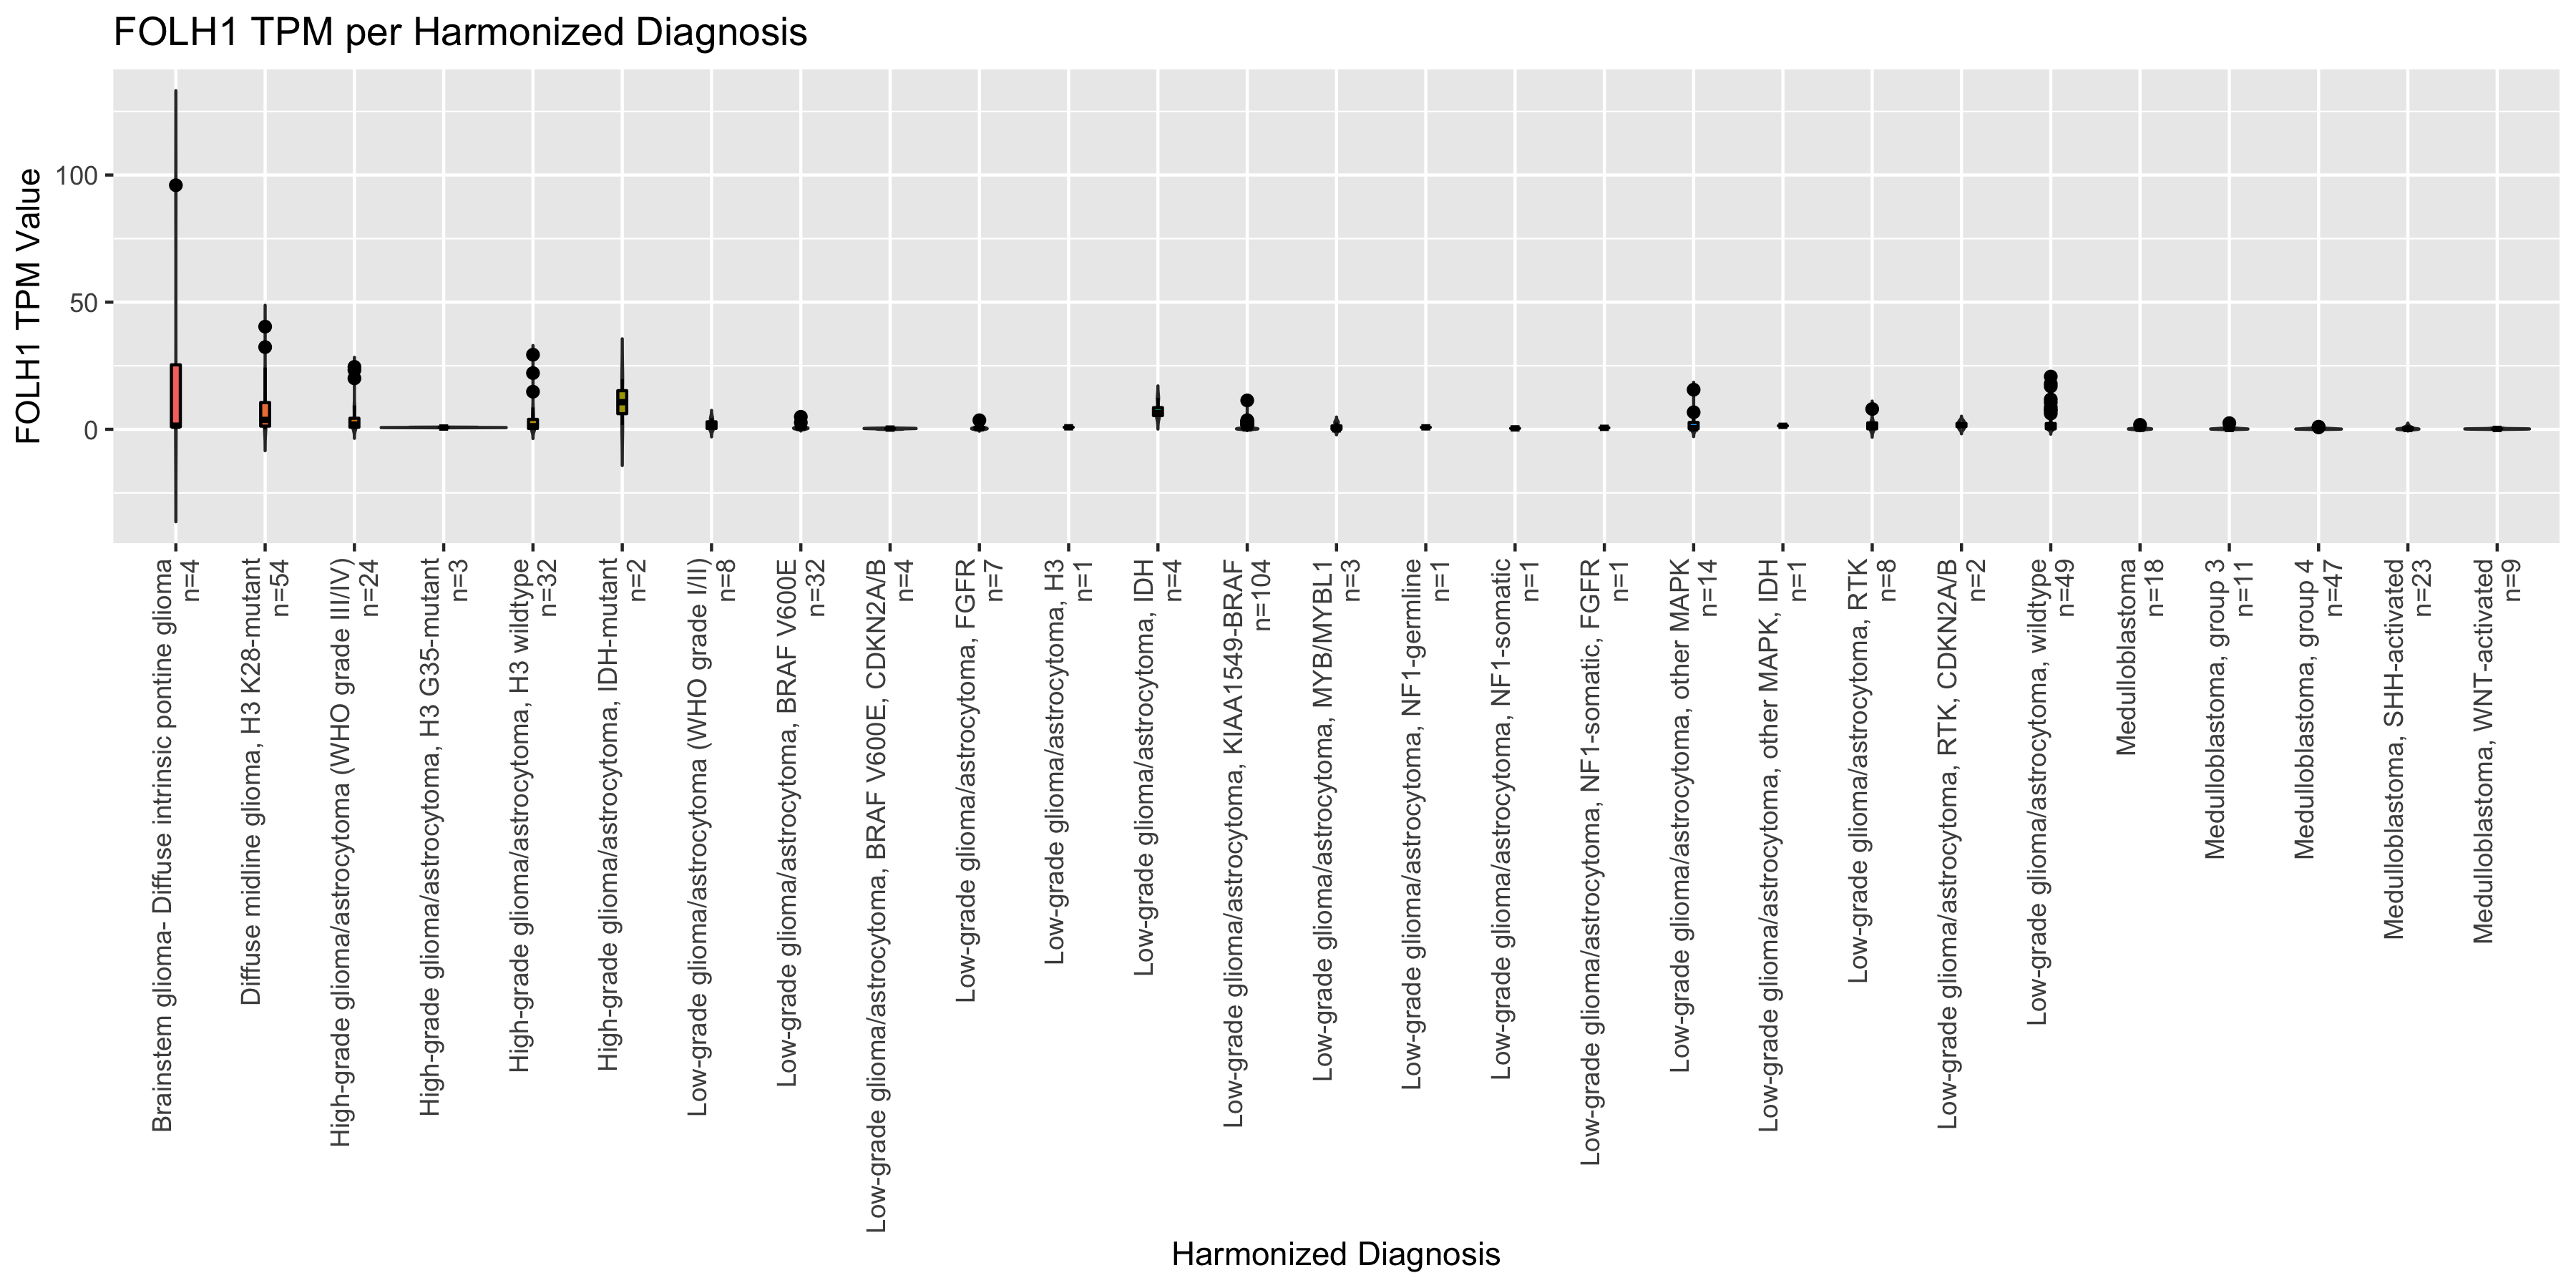 FOLH1 TPM per Harmonized Diagnosis
FOLH1 TPM Value
100
50
0
Brainstem glioma- Diffuse intrinsic pontine glioma
n=4
Diffuse midline glioma, H3 K28-mutant
n=54
High-grade glioma/astrocytoma (WHO grade III/IV)
n=24
High-grade glioma/astrocytoma, H3 G35-mutant
n=3
High-grade glioma/astrocytoma, H3 wildtype
n=32
High-grade glioma/astrocytoma, IDH-mutant
n=2
Low-grade glioma/astrocytoma (WHO grade I/II)
n=8
Low-grade glioma/astrocytoma, BRAF V600E
n=32
Low-grade glioma/astrocytoma, BRAF V600E, CDKN2A/B
n=4
Low-grade glioma/astrocytoma, FGFR
n=7
Low-grade glioma/astrocytoma, H3
n=1
Low-grade glioma/astrocytoma, IDH
n=4
Low-grade glioma/astrocytoma, KIAA1549-BRAF
n=104
Low-grade glioma/astrocytoma, MYB/MYBL1
n=3
Low-grade glioma/astrocytoma, NF1-germline
n=1
Low-grade glioma/astrocytoma, NF1-somatic
n=1
Low-grade glioma/astrocytoma, NF1-somatic, FGFR
n=1
Low-grade glioma/astrocytoma, other MAPK
n=14
Low-grade glioma/astrocytoma, other MAPK, IDH
n=1
Low-grade glioma/astrocytoma, RTK
n=8
Low-grade glioma/astrocytoma, RTK, CDKN2A/B
n=2
Low-grade glioma/astrocytoma, wildtype
n=49
Medulloblastoma
n=18
Medulloblastoma, group 3
n=11
Medulloblastoma, group 4
n=47
Medulloblastoma, SHH-activated
n=23
Medulloblastoma, WNT-activated
n=9
Harmonized Diagnosis